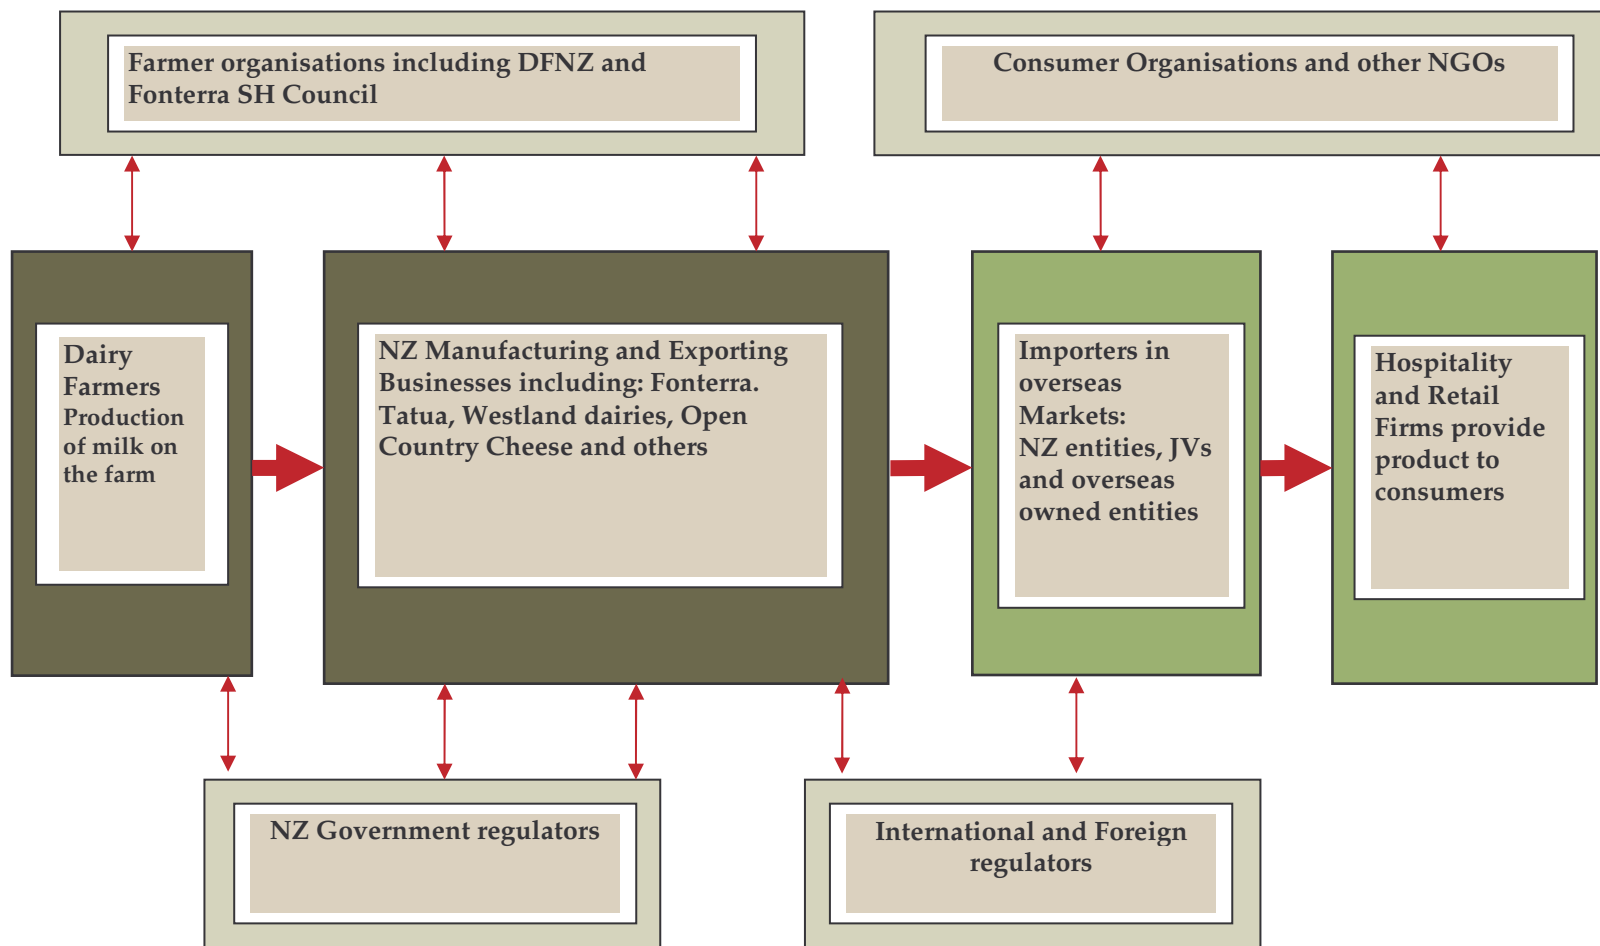 Farmer organisations including DFNZ and
Fonterra SH Council
Consumer Organisations and other NGOs
Dairy
Farmers
Production
of milk on
the farm
NZ Manufacturing and Exporting
Businesses including: Fonterra.
Tatua, Westland dairies, Open
Country Cheese and others
Importers in
overseas
Markets:
NZ entities, JVs
and overseas
owned entities
Hospitality
and Retail
Firms provide
product to
consumers
NZ Government regulators
International and Foreign
regulators